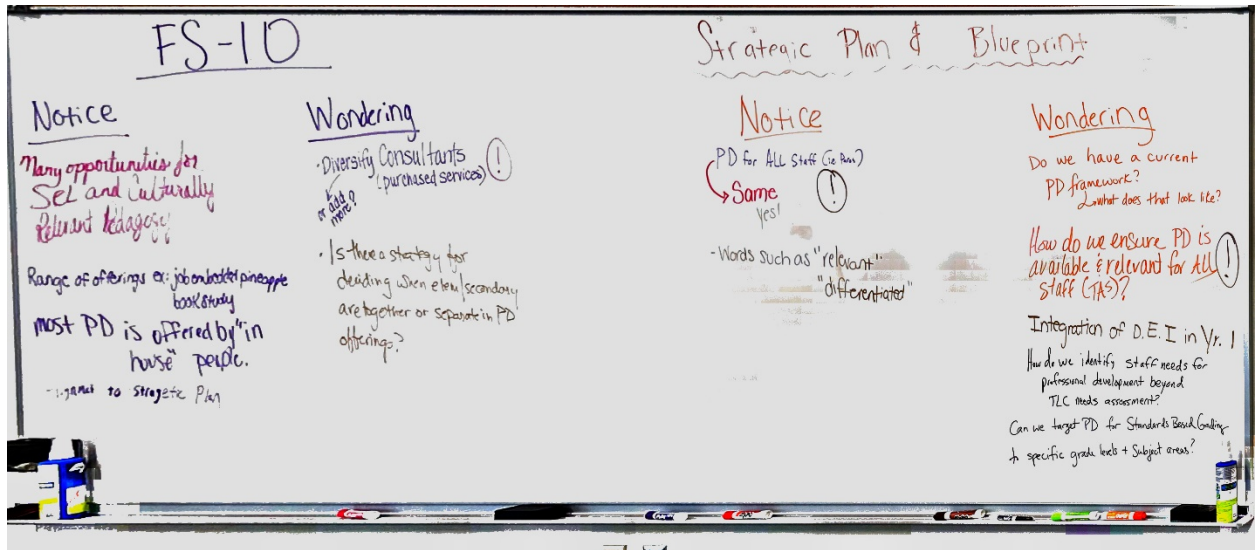 FS-10
Notice
Many opportunities for
SEL and Culturally
Relevant Pedagogy
Range of offerings ex: job embedded pineapple
book study
most PD is offered by "in
house" people.
to Stragetic Plan
Wondering
• Diversify Consultants
(purchased services) !
or add
more?
• Is there a strategy for
deciding when elem/secondary
are together or separate in PD
offerings?
Strategic Plan & Blueprint
Notice
PD for ALL Staff (ie Para?)
Same !
Yes!
- Words such as "relevant"
"differentiated"
Wondering
Do we have a current
PD framework?
what does that look like?
How do we ensure PD is
available & relevant for All !
staff (TAS)?
Integration of D.E.I in Yr. 1
How do we identify staff needs for
professional development beyond
TLC needs assessment?
Can we target PD for Standards Based Grading
to specific grade levels + Subject areas?